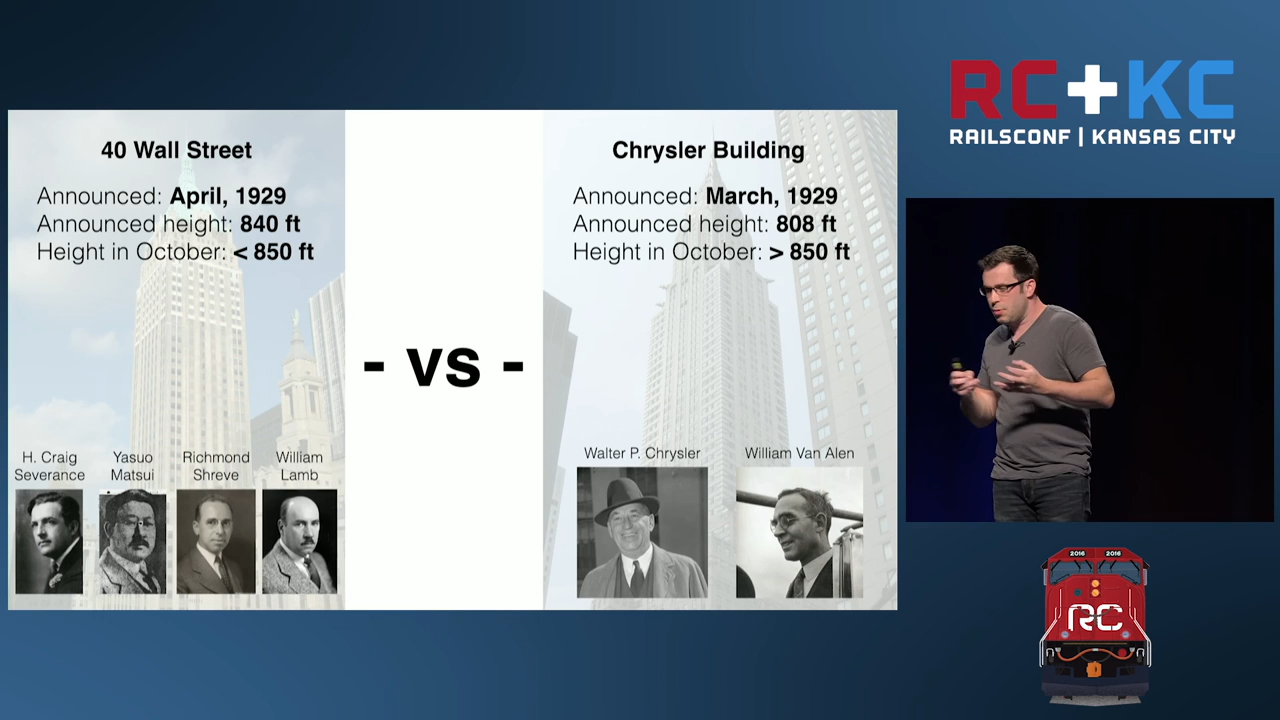 40 Wall Street
Announced: April, 1929
Announced height: 840 ft
Height in October: < 850 ft
H. Craig
Severance
Yasuo
Matsui
Richmond
Shreve
William
Lamb
- vs -
Chrysler Building
Announced: March, 1929
Announced height: 808 ft
Height in October: > 850 ft
Walter P. Chrysler
William Van Alen
RC+KC
RAILSCONF | KANSAS CITY
2016 2016
RC